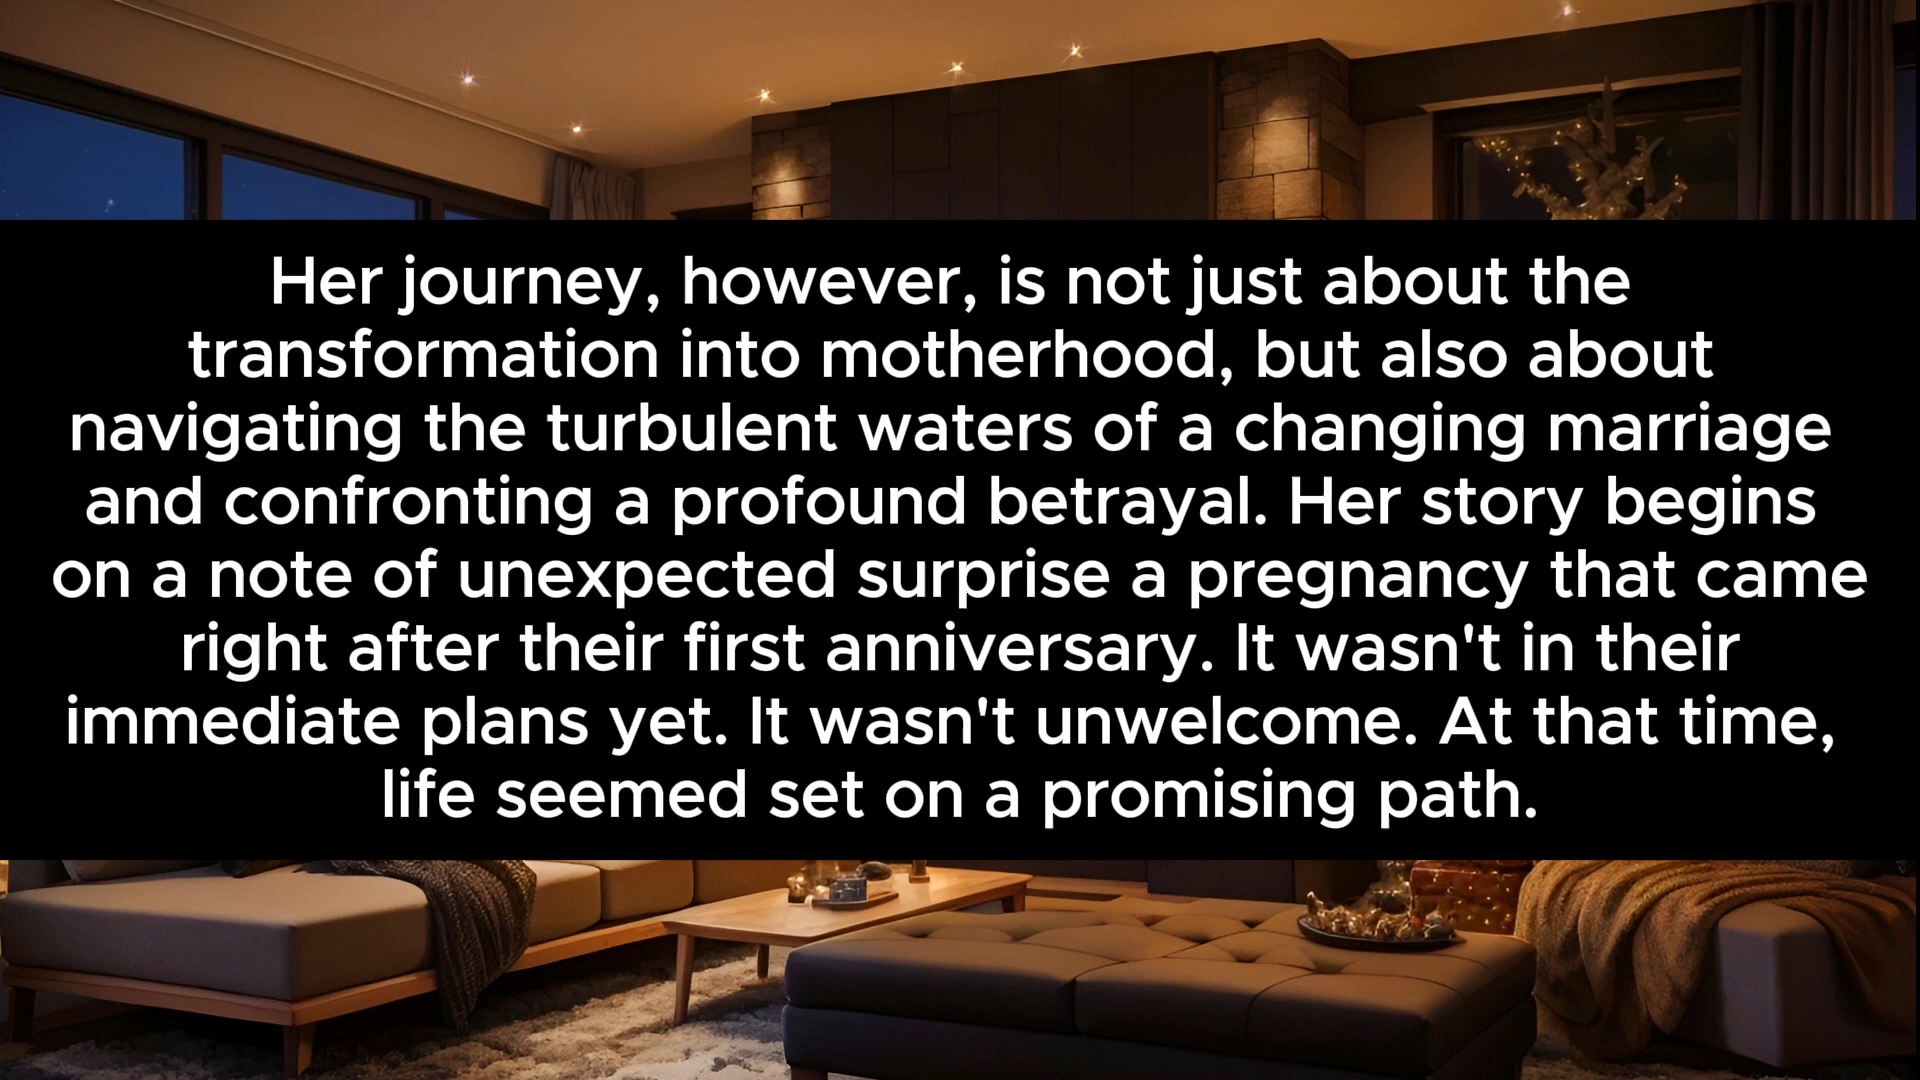 Her journey, however, is not just about the
transformation into motherhood, but also about
navigating the turbulent waters of a changing marriage
and confronting a profound betrayal. Her story begins
on a note of unexpected surprise a pregnancy that came
right after their first anniversary. It wasn't in their
immediate plans yet. It wasn't unwelcome. At that time,
life seemed set on a promising path.